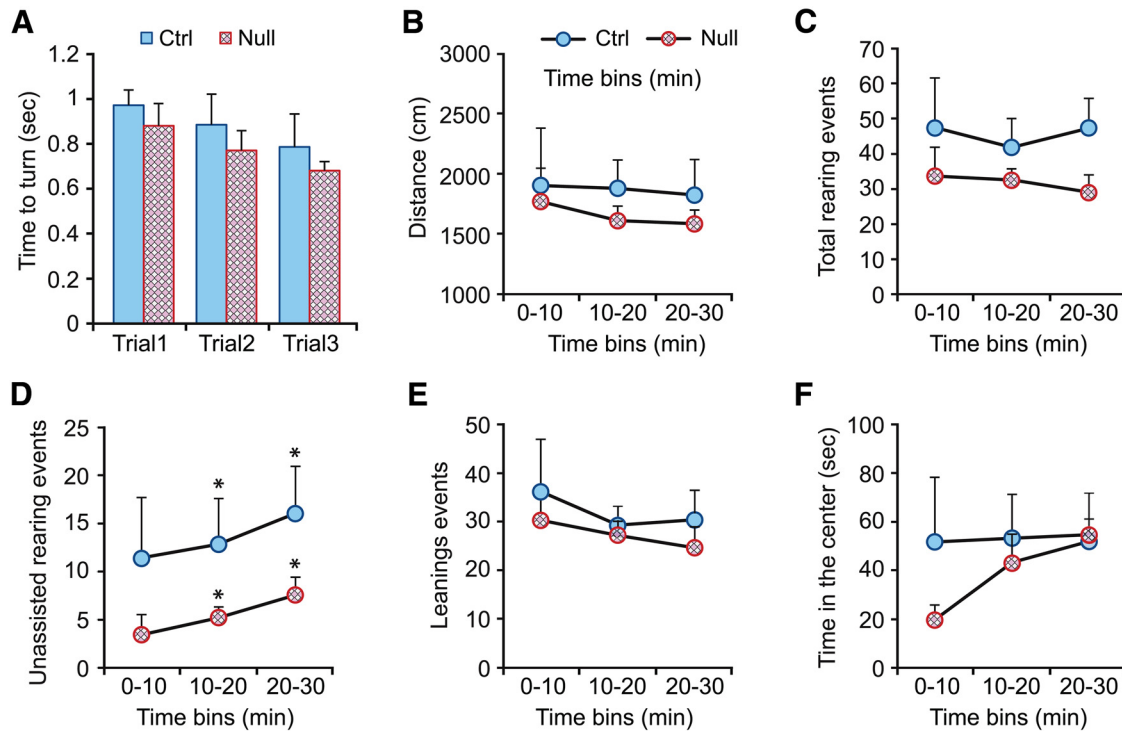 A
Ctrl Null
Time to turn (sec)
1.2
1
0.8
0.6
0.4
0.2
0
Trial1 Trial2 Trial3
B
Ctrl Null
Time bins (min)
Distance (cm)
3000
2500
2000
1500
1000
0-10 10-20 20-30
Time bins (min)
C
Total rearing events
70
60
50
40
30
20
10
0
0-10 10-20 20-30
Time bins (min)
D
Unassisted rearing events
25
20
15
10
5
0
* *
* *
0-10 10-20 20-30
Time bins (min)
E
Leanings events
50
40
30
20
10
0
0-10 10-20 20-30
Time bins (min)
F
Time in the center (sec)
100
80
60
40
20
0
0-10 10-20 20-30
Time bins (min)